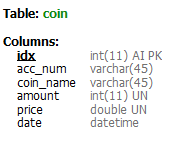 Table: coin
Columns:
idx int(11) AI PK
acc_num varchar(45)
coin_name varchar(45)
amount int(11) UN
price double UN
date datetime